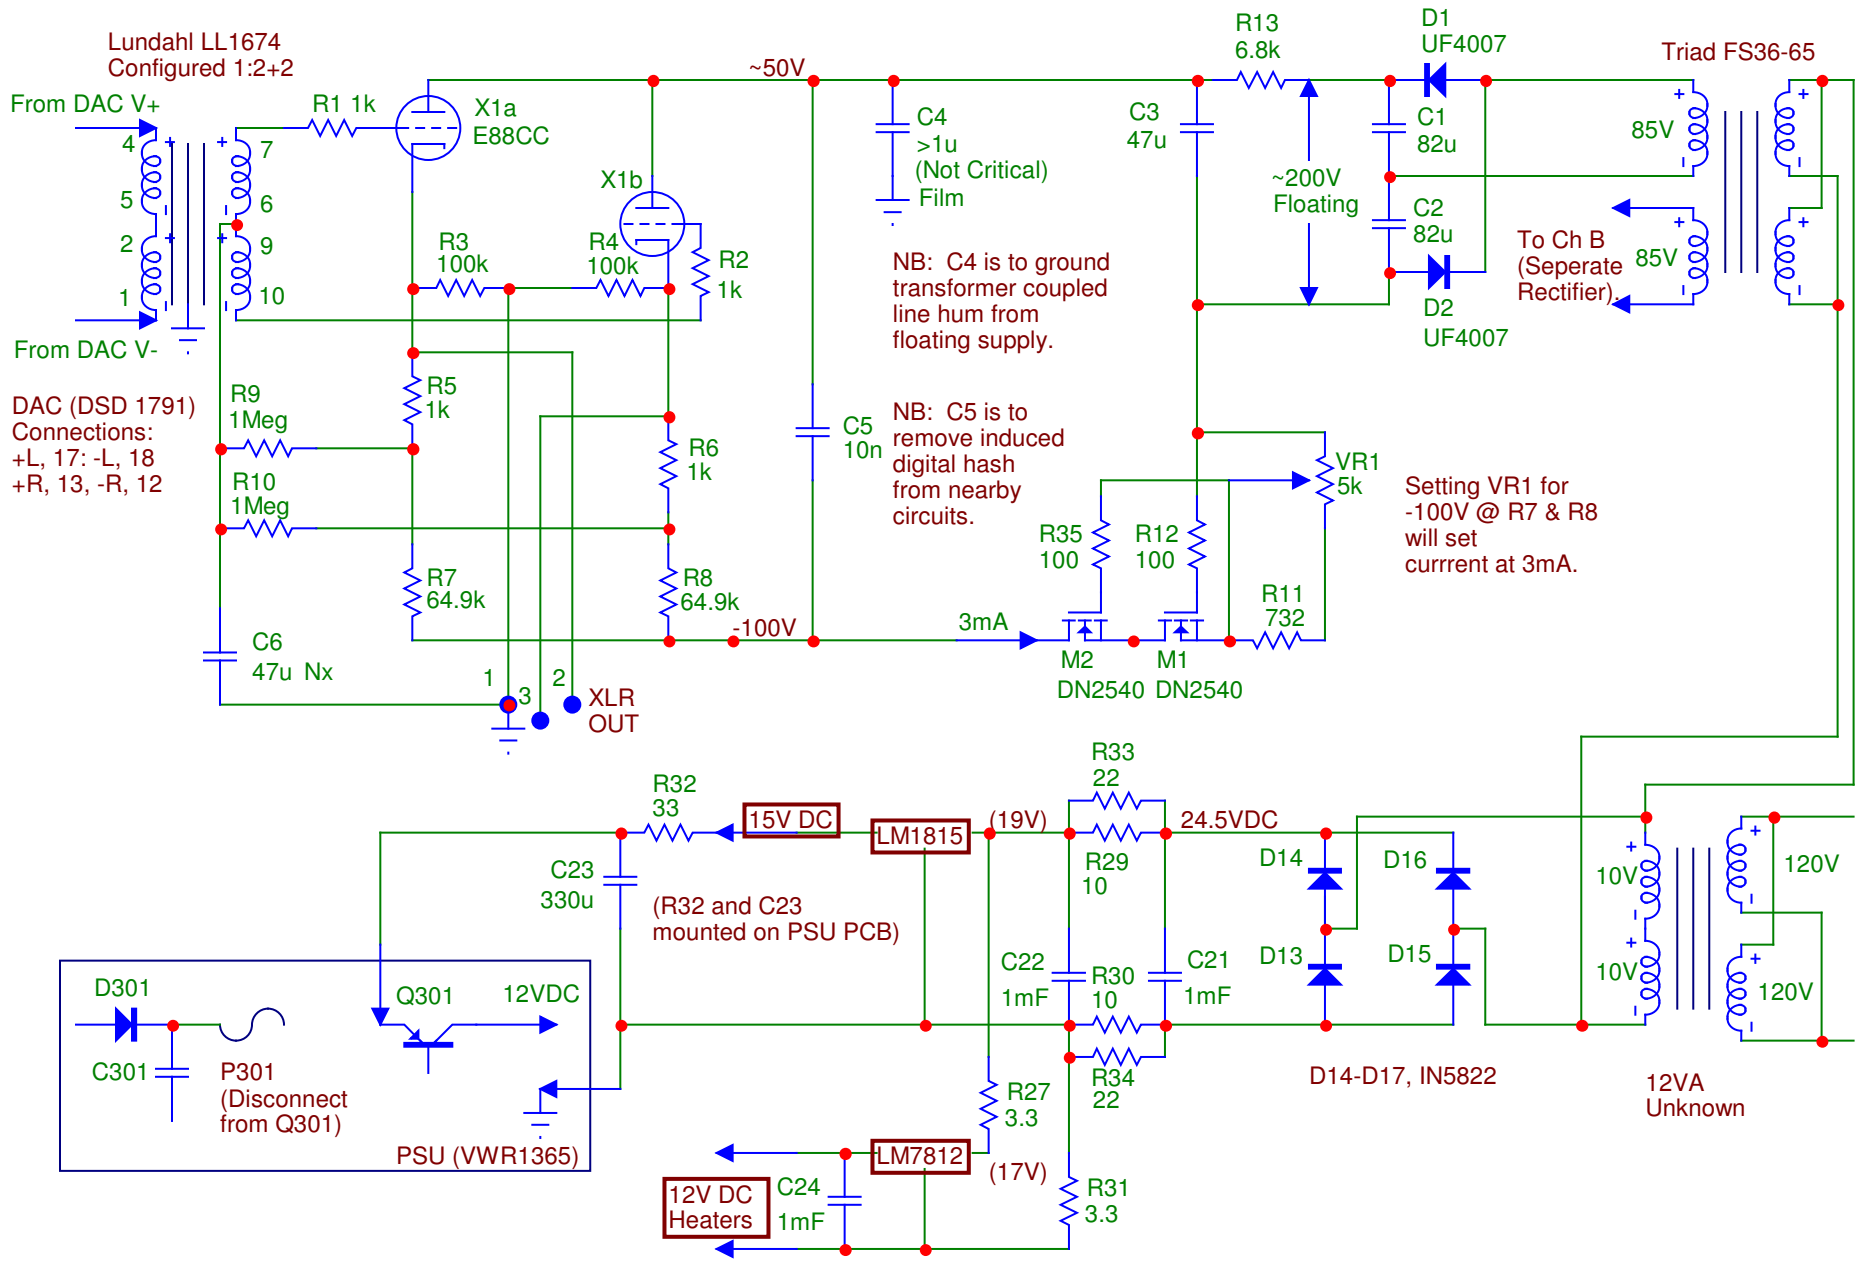 Lundahl LL1674
Configured 1:2+2
From DAC V+
4
5
2
1
7
6
9
10
+
+
+
+
-
-
From DAC V-
DAC (DSD 1791)
Connections:
+L, 17: -L, 18
+R, 13, -R, 12
R1 1k
X1a
E88CC
X1b
R3
100k
R4
100k
R2
1k
R5
1k
R6
1k
R9
1Meg
R10
1Meg
R7
64.9k
R8
64.9k
C6
47u Nx
1
3
2
XLR
OUT
~50V
-100V
C4
>1u
(Not Critical)
Film
NB: C4 is to ground
transformer coupled
line hum from
floating supply.
C5
10n
NB: C5 is to
remove induced
digital hash
from nearby
circuits.
C3
47u
R13
6.8k
D1
UF4007
C1
82u
C2
82u
~200V
Floating
D2
UF4007
Triad FS36-65
85V
85V
+
-
+
-
+
-
+
-
To Ch B
(Seperate
Rectifier).
VR1
5k
Setting VR1 for
-100V @ R7 & R8
will set
currrent at 3mA.
R35
100
R12
100
R11
732
3mA
M2
DN2540
M1
DN2540
R33
22
R29
10
(19V)
24.5VDC
R32
33
15V DC
LM1815
C23
330u
(R32 and C23
mounted on PSU PCB)
C22
1mF
R30
10
C21
1mF
R34
22
D14
D16
D13
D15
D14-D17, IN5822
10V
10V
+
-
+
-
120V
120V
+
-
+
-
12VA
Unknown
D301
C301
P301
(Disconnect
from Q301)
Q301
12VDC
PSU (VWR1365)
R27
3.3
LM7812
(17V)
R31
3.3
C24
1mF
12V DC
Heaters